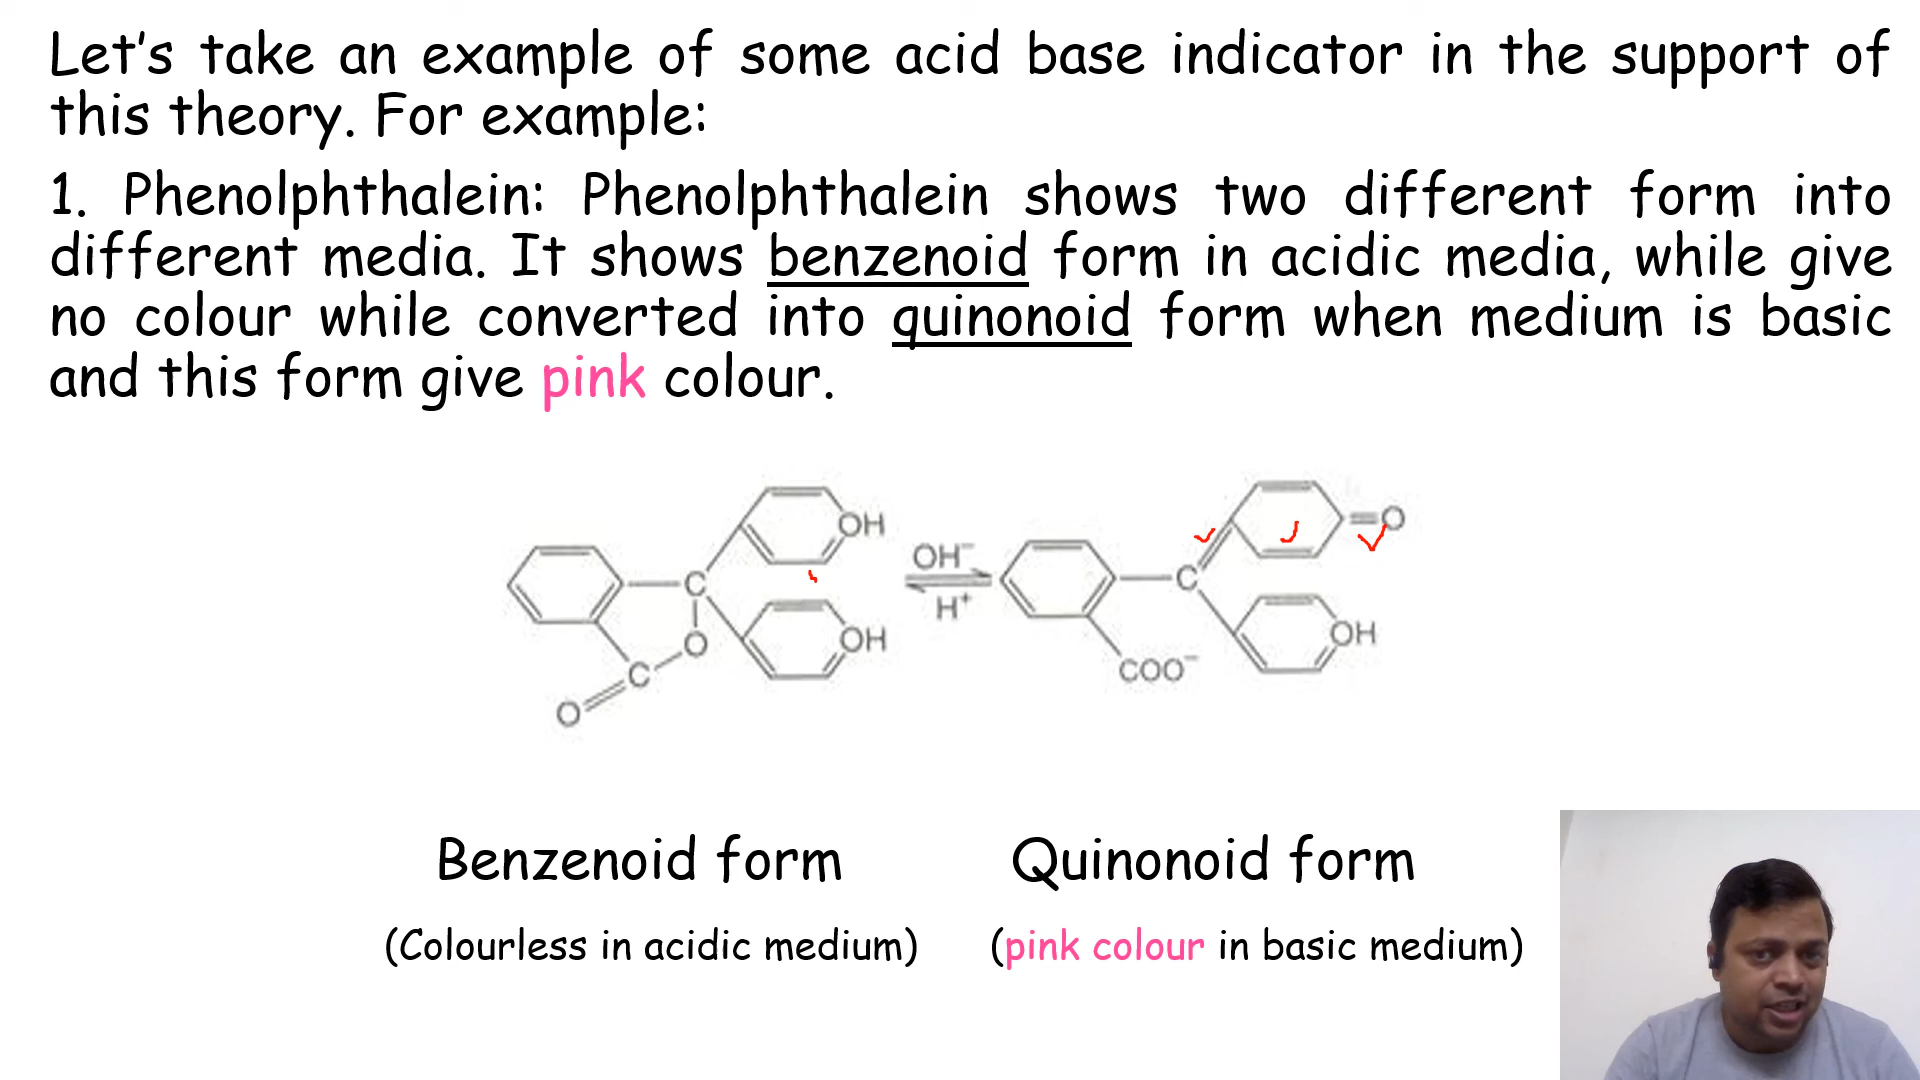 Let's take an example of some acid base indicator in the support of
this theory. For example:
1. Phenolphthalein: Phenolphthalein shows two different form into
different media. It shows benzenoid form in acidic media, while give
no colour while converted into quinonoid form when medium is basic
and this form give pink colour.
OH
OH⁻
O
C
C
H⁺
O
OH
OH
C
COO⁻
O
Benzenoid form
Quinonoid form
(Colourless in acidic medium)
(pink colour in basic medium)